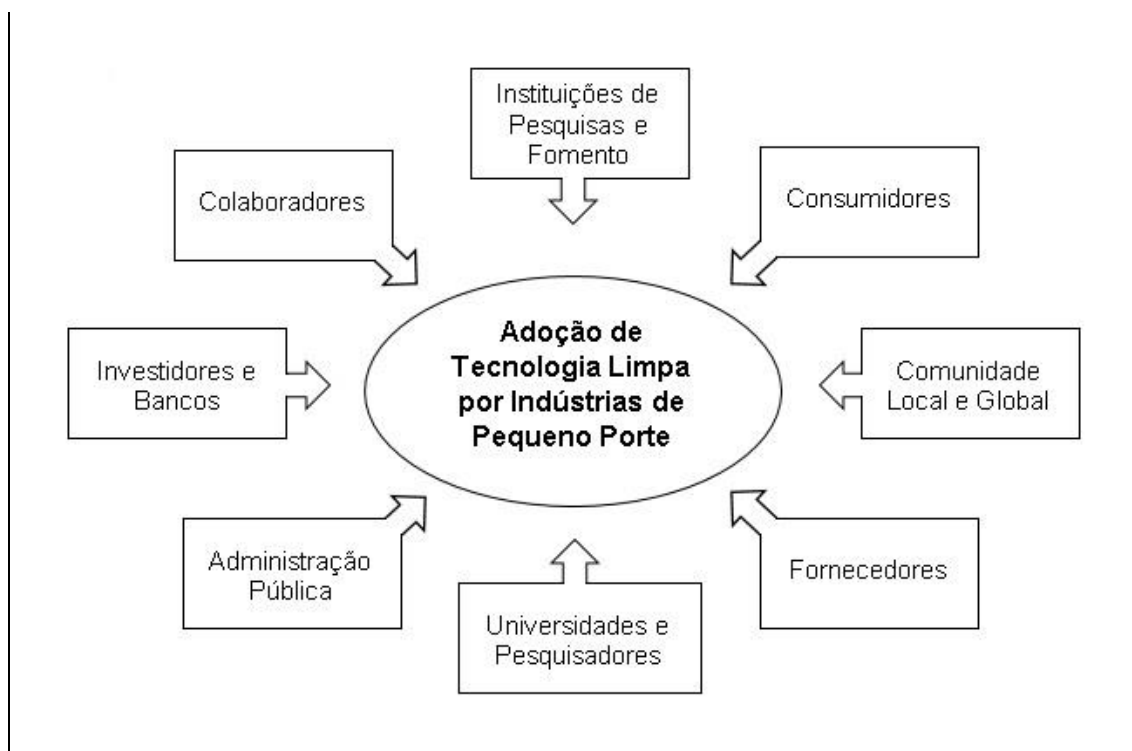 Instituições de
Pesquisas e
Fomento
Colaboradores
Consumidores
Adoção de
Tecnologia Limpa
por Indústrias de
Pequeno Porte
Investidores e
Bancos
Comunidade
Local e Global
Administração
Pública
Universidades e
Pesquisadores
Fornecedores